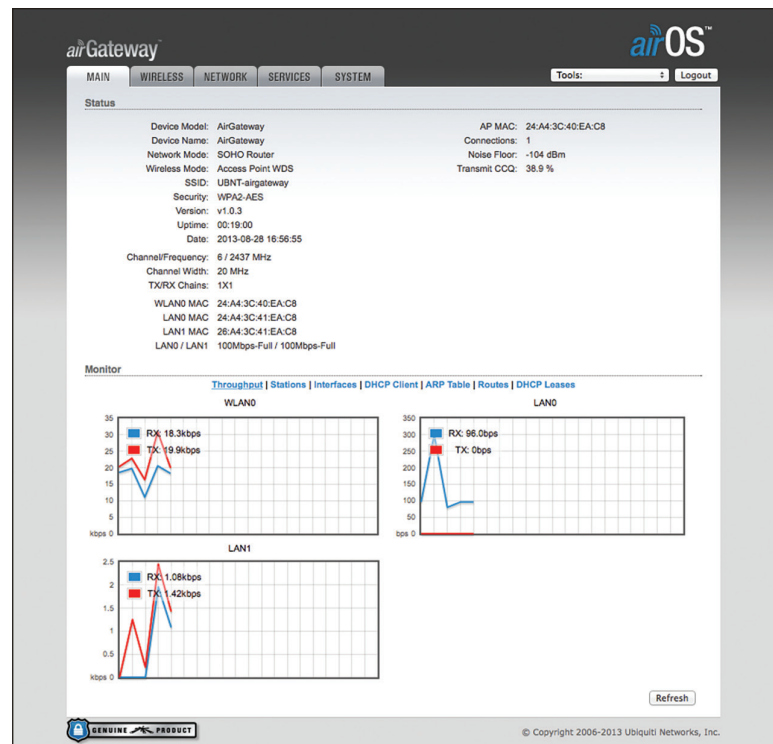 airGateway™
airOS™
MAIN WIRELESS NETWORK SERVICES SYSTEM Tools: Logout
Status
Device Model: AirGateway
Device Name: AirGateway
Network Mode: SOHO Router
Wireless Mode: Access Point WDS
SSID: UBNT-airgateway
Security: WPA2-AES
Version: v1.0.3
Uptime: 00:19:00
Date: 2013-08-28 16:56:55
Channel/Frequency: 6 / 2437 MHz
Channel Width: 20 MHz
TX/RX Chains: 1X1
WLAN0 MAC 24:A4:3C:40:EA:C8
LAN0 MAC 24:A4:3C:41:EA:C8
LAN1 MAC 26:A4:3C:41:EA:C8
LAN0 / LAN1 100Mbps-Full / 100Mbps-Full
AP MAC: 24:A4:3C:40:EA:C8
Connections: 1
Noise Floor: -104 dBm
Transmit CCQ: 38.9 %
Monitor
Throughput | Stations | Interfaces | DHCP Client | ARP Table | Routes | DHCP Leases
WLAN0
35
30
25
20
15
10
5
kbps 0
RX: 18.3kbps
TX: 19.9kbps
LAN0
350
300
250
200
150
100
50
bps 0
RX: 96.0bps
TX: 0bps
LAN1
2.5
2
1.5
1
0.5
kbps 0
RX: 1.08kbps
TX: 1.42kbps
Refresh
GENUINE PRODUCT
© Copyright 2006-2013 Ubiquiti Networks, Inc.